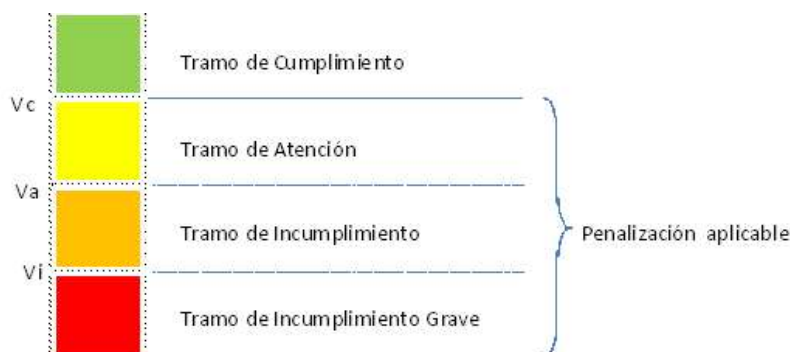 Tramo de Cumplimiento
Vc
Tramo de Atención
Va
Tramo de Incumplimiento
Penalización aplicable
Vi
Tramo de Incumplimiento Grave